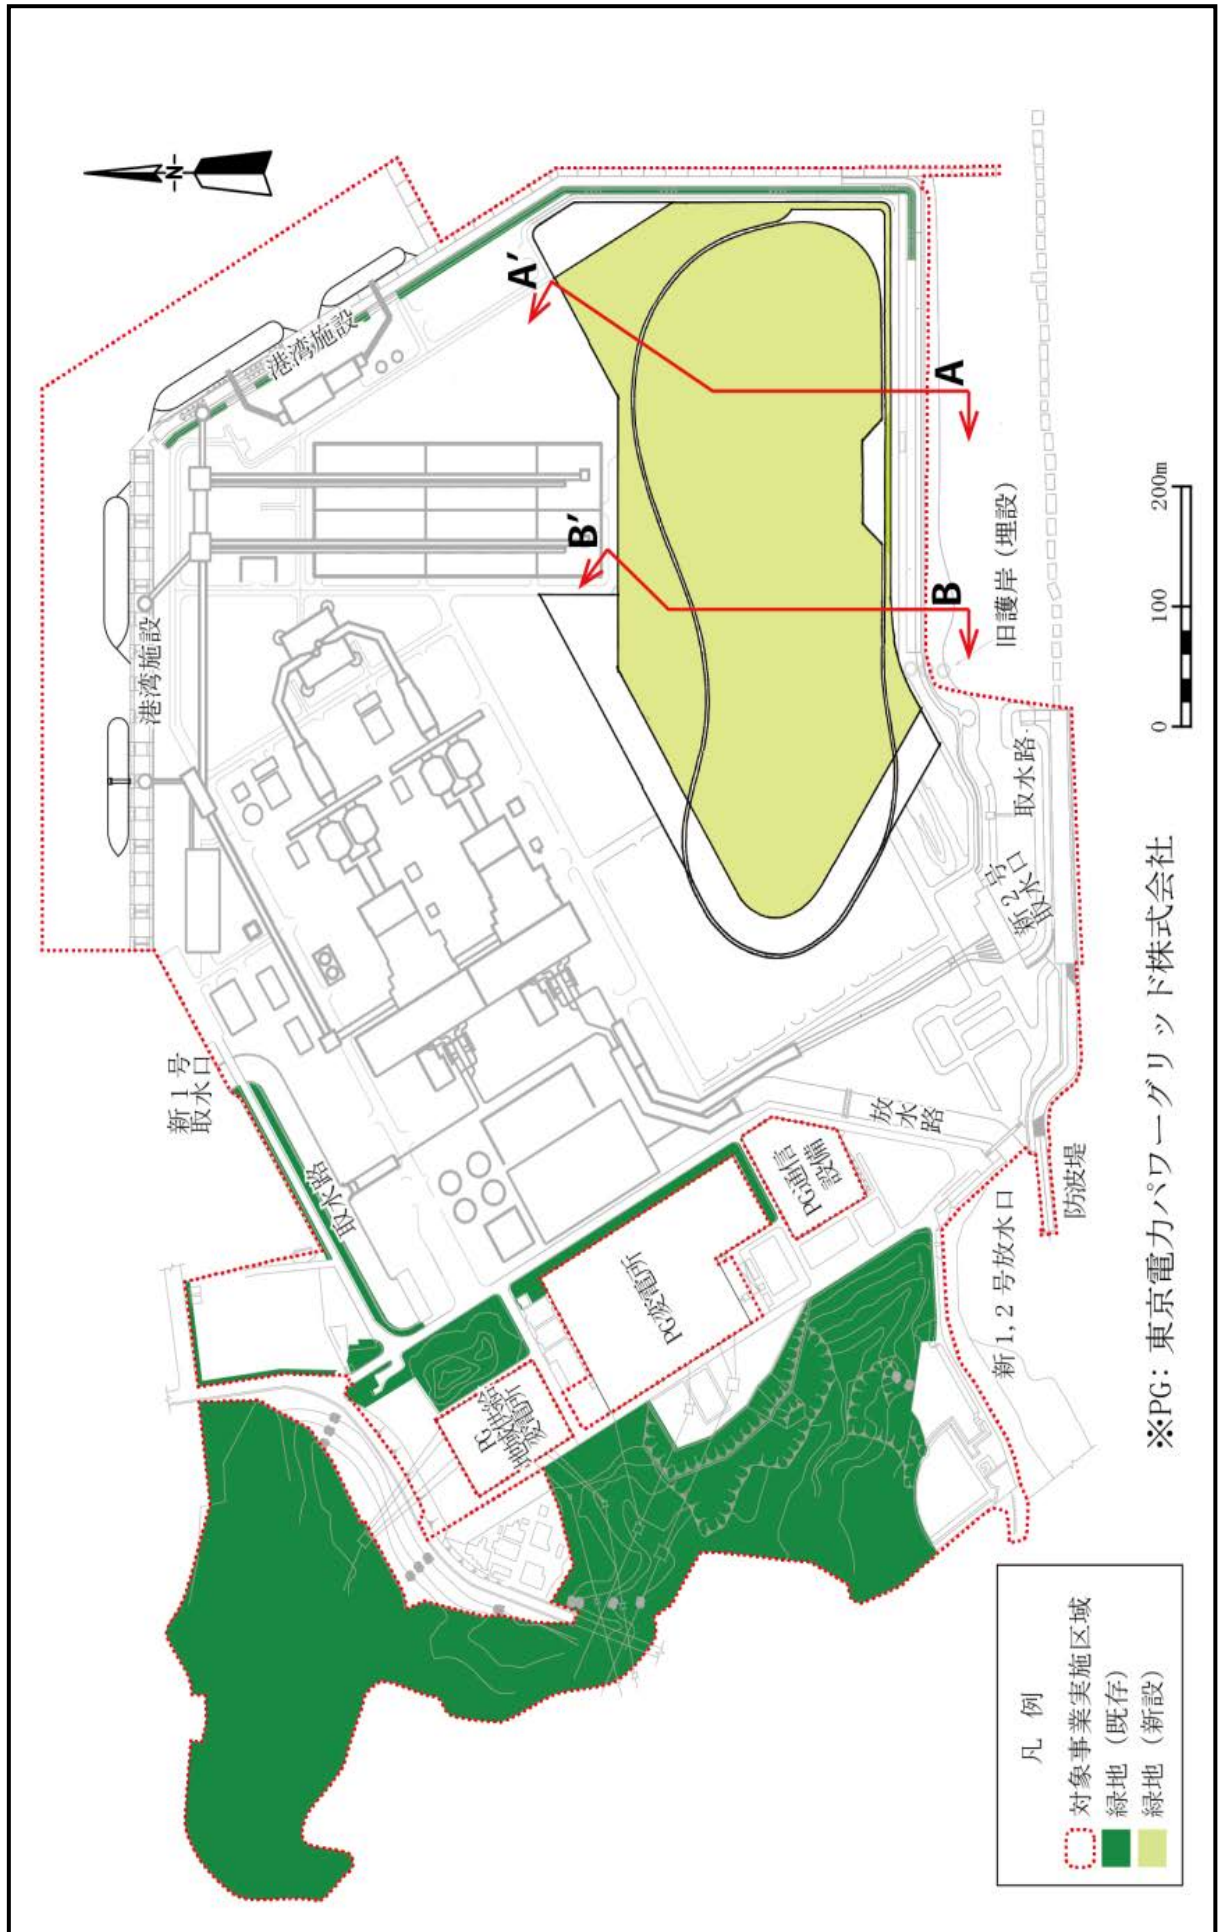 N
新1号
取水口
取水路
港湾施設
港湾施設
A′
B′
A
B
旧護岸（埋設）
取水路
新2号
取水口
放水路
PG通信
設備
PG変電所
PG
地域供給
変電所
新1,2号放水口
防波堤
0 100 200m
※PG：東京電力パワーグリッド株式会社
凡 例
対象事業実施区域
緑地（既存）
緑地（新設）